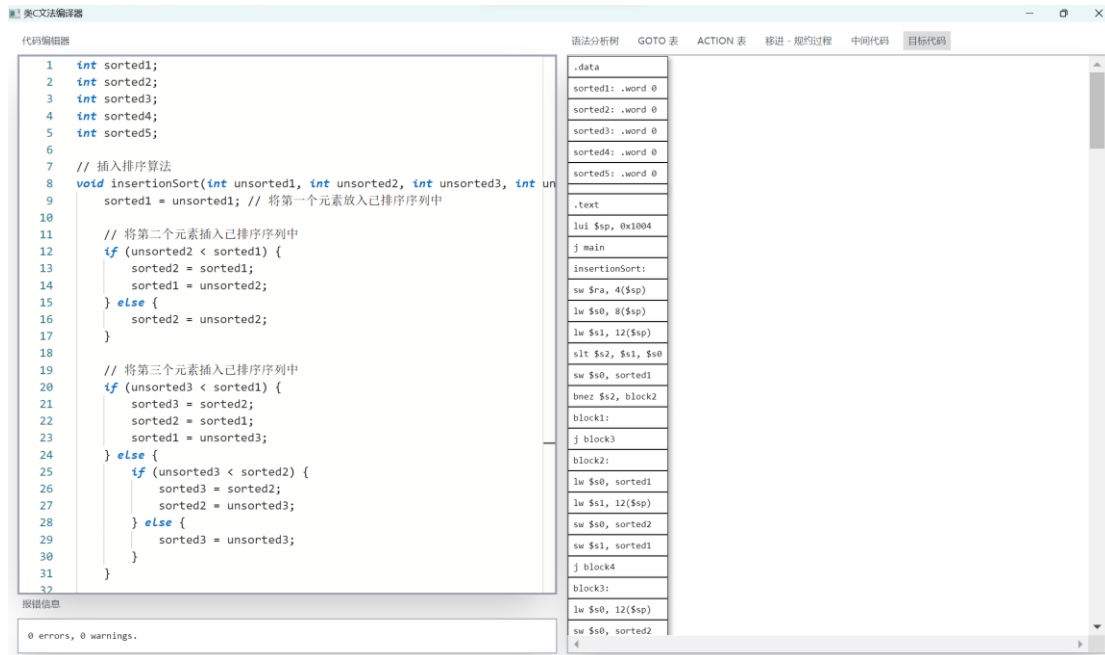 类C文法编译器
代码编辑器
1 int sorted1;
2 int sorted2;
3 int sorted3;
4 int sorted4;
5 int sorted5;
6
7 // 插入排序算法
8 void insertionSort(int unsorted1, int unsorted2, int unsorted3, int un
9 sorted1 = unsorted1; // 将第一个元素放入已排序序列中
10
11 // 将第二个元素插入已排序序列中
12 if (unsorted2 < sorted1) {
13 sorted2 = sorted1;
14 sorted1 = unsorted2;
15 } else {
16 sorted2 = unsorted2;
17 }
18
19 // 将第三个元素插入已排序序列中
20 if (unsorted3 < sorted1) {
21 sorted3 = sorted2;
22 sorted2 = sorted1;
23 sorted1 = unsorted3;
24 } else {
25 if (unsorted3 < sorted2) {
26 sorted3 = sorted2;
27 sorted2 = unsorted3;
28 } else {
29 sorted3 = unsorted3;
30 }
31 }
32
报错信息
0 errors, 0 warnings.
语法分析树 GOTO 表 ACTION 表 移进 - 规约过程 中间代码 目标代码
.data
sorted1: .word 0
sorted2: .word 0
sorted3: .word 0
sorted4: .word 0
sorted5: .word 0
.text
lui $sp, 0x1004
j main
insertionSort:
sw $ra, 4($sp)
lw $s0, 8($sp)
lw $s1, 12($sp)
slt $s2, $s1, $s0
sw $s0, sorted1
bnez $s2, block2
block1:
j block3
block2:
lw $s0, sorted1
lw $s1, 12($sp)
sw $s0, sorted2
sw $s1, sorted1
j block4
block3:
lw $s0, 12($sp)
sw $s0, sorted2